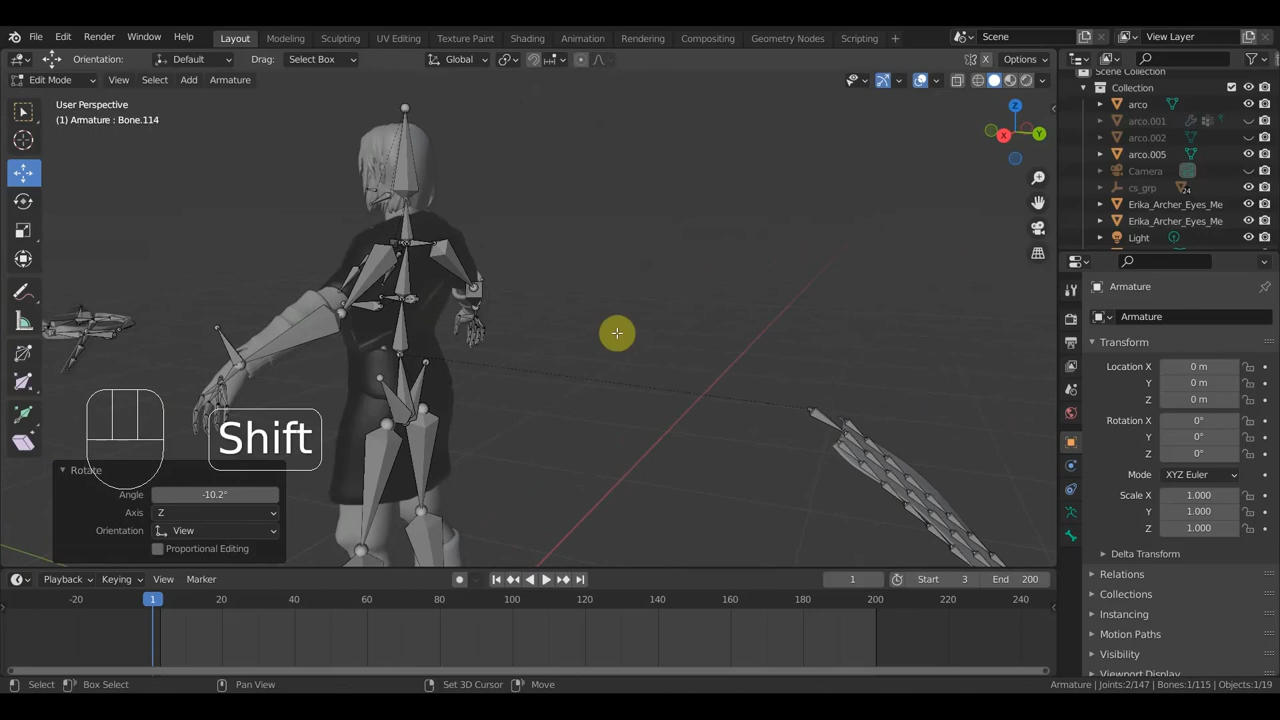 File Edit Render Window Help Layout Modeling Sculpting UV Editing Texture Paint Shading Animation Rendering Compositing Geometry Nodes Scripting + Scene View Layer
Orientation: Default Drag: Select Box Global X Options
Edit Mode View Select Add Armature
User Perspective
(1) Armature : Bone.114
Z
X
Y
Scene Collection
Collection
arco
arco.001
arco.002
arco.005
Camera
cs_grp 24
Erika_Archer_Eyes_Me
Erika_Archer_Eyes_Me
Light
Armature
Armature
Transform
Location X 0 m
Y 0 m
Z 0 m
Rotation X 0°
Y 0°
Z 0°
Mode XYZ Euler
Scale X 1.000
Y 1.000
Z 1.000
Delta Transform
Relations
Collections
Instancing
Motion Paths
Visibility
Viewport Display
Shift
Rotate
Angle -10.2°
Axis Z
Orientation View
Proportional Editing
Playback Keying View Marker 1 Start 3 End 200
-20 1 20 40 60 80 100 120 140 160 180 200 220 240
Select Box Select Pan View Set 3D Cursor Move Armature | Joints:2/147 | Bones:1/115 | Objects:1/19